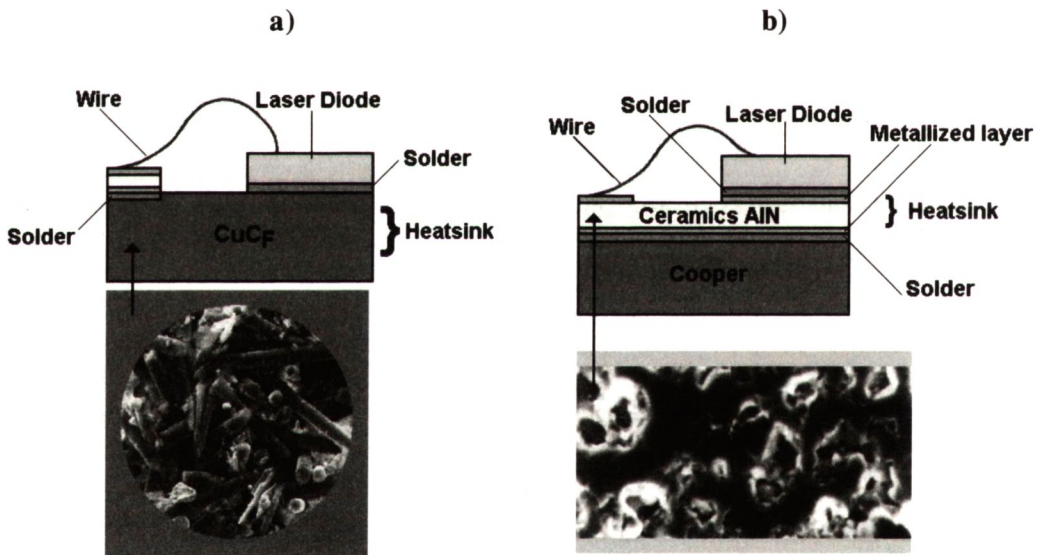 a)
Wire
Laser Diode
Solder
Solder
CuCF
Heatsink
b)
Solder
Laser Diode
Wire
Metallized layer
Ceramics AlN
Heatsink
Cooper
Solder